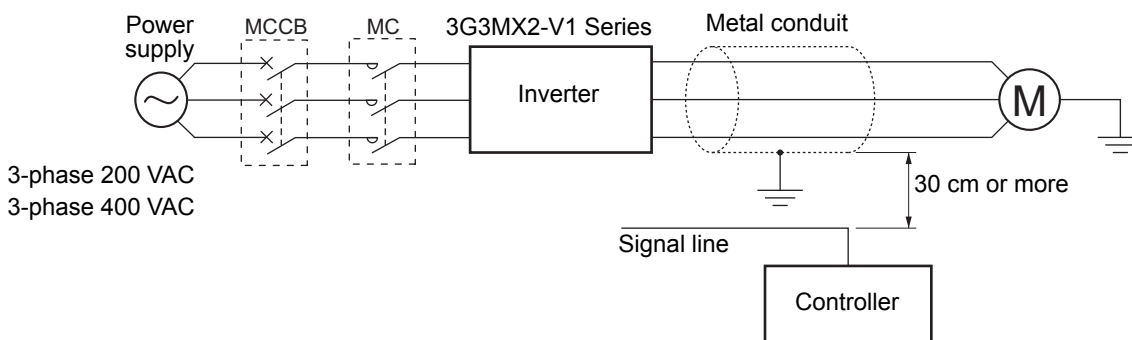 Power
supply
MCCB
MC
3G3MX2-V1 Series
Metal conduit
Inverter
M
3-phase 200 VAC
3-phase 400 VAC
30 cm or more
Signal line
Controller